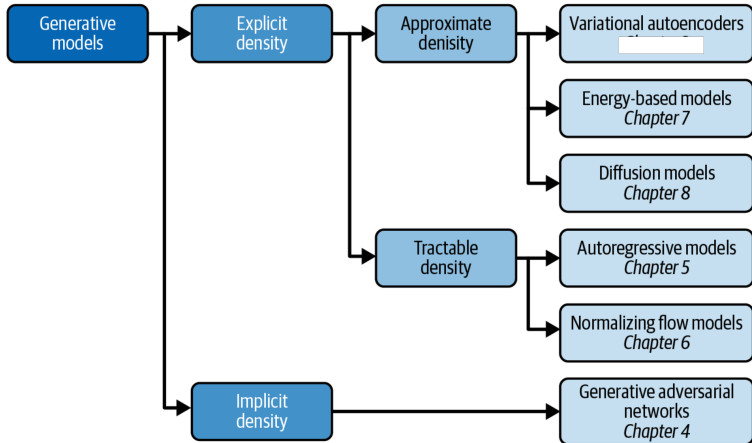 Generative
models
Explicit
density
Approximate
denisity
Variational autoencoders
Energy-based models
Chapter 7
Diffusion models
Chapter 8
Tractable
density
Autoregressive models
Chapter 5
Normalizing flow models
Chapter 6
Implicit
density
Generative adversarial
networks
Chapter 4